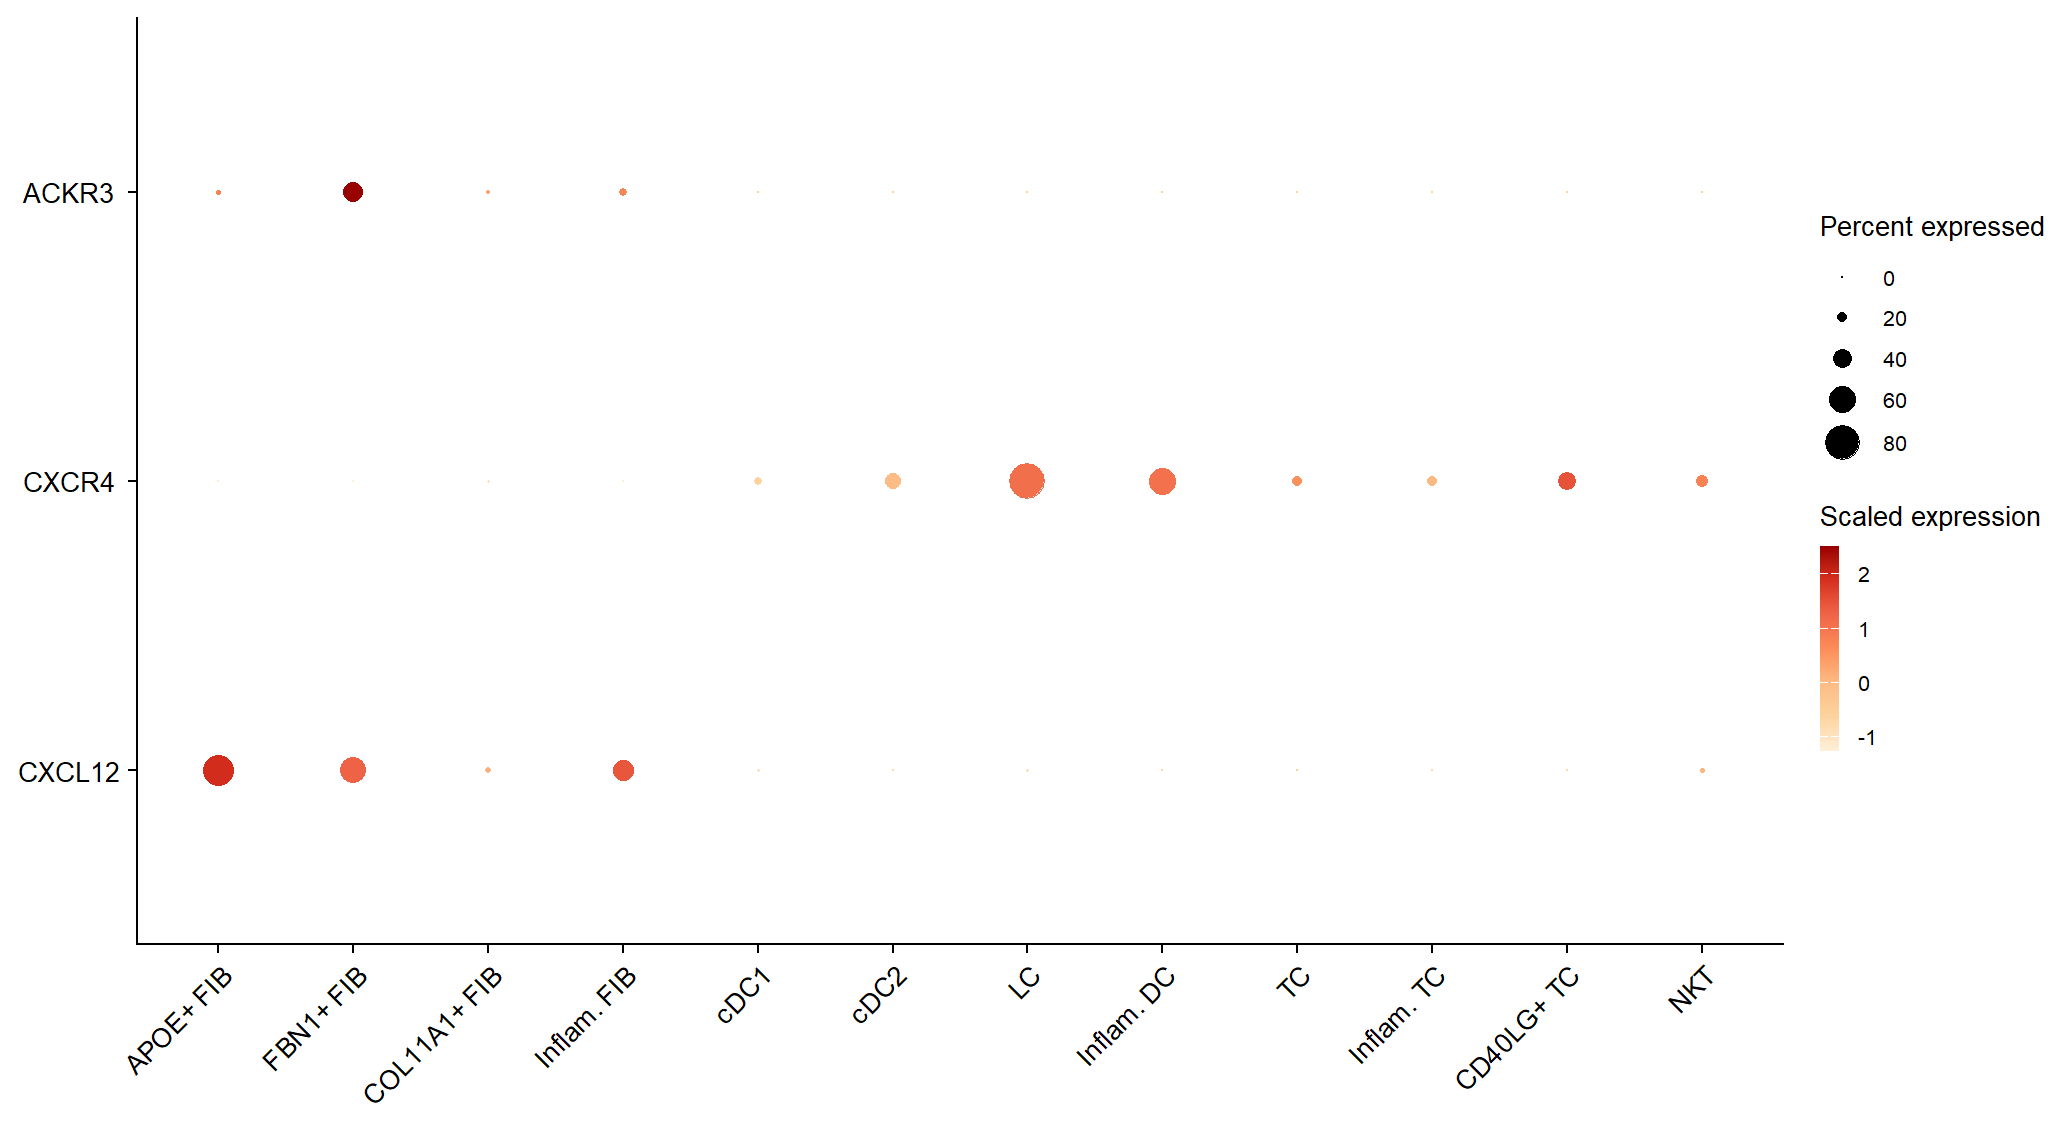 ACKR3
CXCR4
CXCL12
APOE+ FIB
FBN1+ FIB
COL11A1+ FIB
Inflam. FIB
cDC1
cDC2
LC
Inflam. DC
TC
Inflam. TC
CD40LG+ TC
NKT
Percent expressed
0
20
40
60
80
Scaled expression
2
1
0
-1